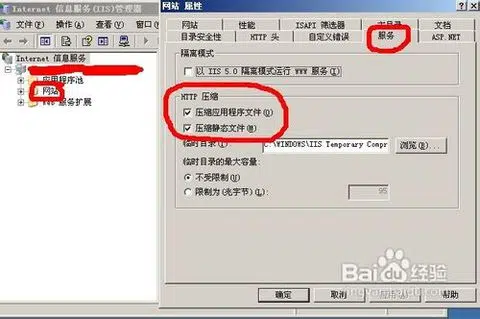 Internet 信息服务(IIS)管理器
文件(F) 操作(A) 查看(V)
Internet 信息服务
应用程序池
网站
Web 服务扩展
网站 属性
网站 性能 ISAPI 筛选器 主目录 文档
目录安全性 HTTP 头 自定义错误 服务 ASP.NET
隔离模式
以 IIS 5.0 隔离模式运行 WWW 服务(I)
HTTP 压缩
压缩应用程序文件(O)
压缩静态文件(M)
临时目录
C:\WINDOWS\IIS Temporary Compr
浏览(R)...
临时目录的最大容量:
不受限制(U)
限制为(兆字节)(L):
95
确定 取消 应用(A) 帮助
Baidu 经验
jingyan.baidu.com